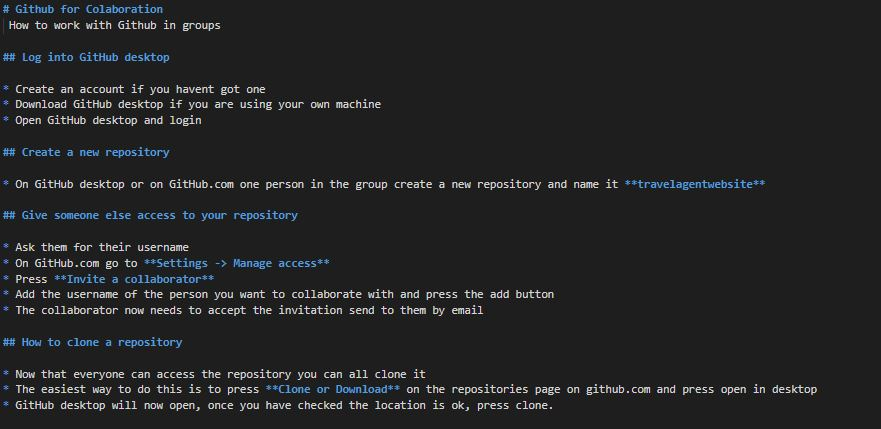 # Github for Colaboration
How to work with Github in groups
## Log into GitHub desktop
* Create an account if you havent got one
* Download GitHub desktop if you are using your own machine
* Open GitHub desktop and login
## Create a new repository
* On GitHub desktop or on GitHub.com one person in the group create a new repository and name it **travelagentwebsite**
## Give someone else access to your repository
* Ask them for their username
* On GitHub.com go to **Settings -> Manage access**
* Press **Invite a collaborator**
* Add the username of the person you want to collaborate with and press the add button
* The collaborator now needs to accept the invitation send to them by email
## How to clone a repository
* Now that everyone can access the repository you can all clone it
* The easiest way to do this is to press **Clone or Download** on the repositories page on github.com and press open in desktop
* GitHub desktop will now open, once you have checked the location is ok, press clone.